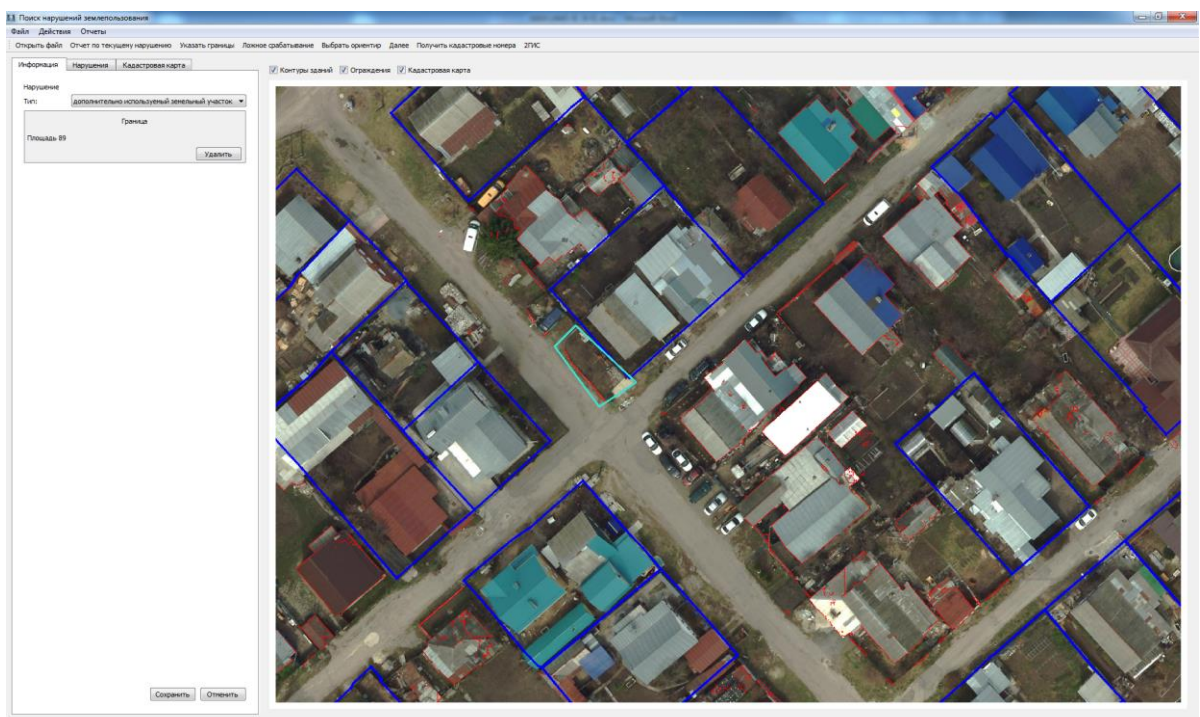 Поиск нарушений землепользования
Файл Действия Отчеты
Открыть файл Отчет по текущему нарушению Указать границы Ложное срабатывание Выбрать ориентир Далее Получить кадастровые номера 2ГИС
Информация Нарушения Кадастровая карта
Контуры зданий Ограждения Кадастровая карта
Нарушение
Тип: дополнительно используемый земельный участок
Граница
Площадь 89
Удалить
Сохранить Отменить